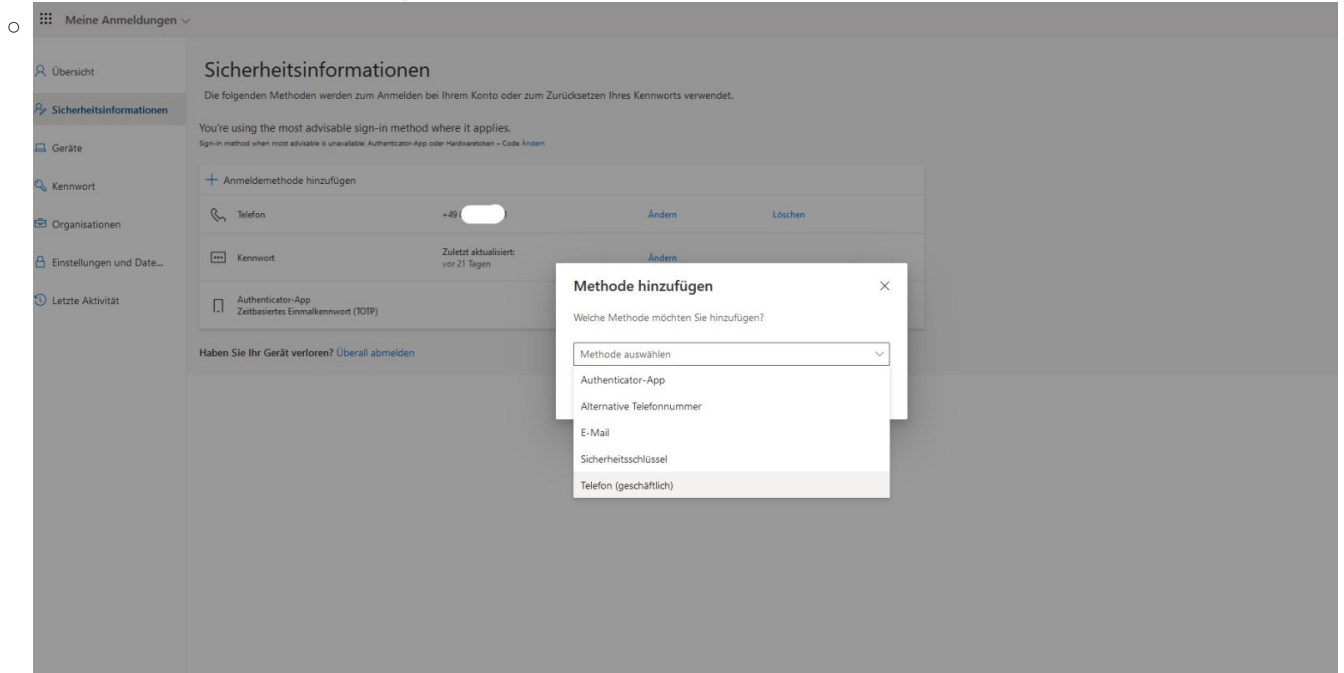 Meine Anmeldungen
Übersicht
Sicherheitsinformationen
Geräte
Kennwort
Organisationen
Einstellungen und Date...
Letzte Aktivität
Sicherheitsinformationen
Die folgenden Methoden werden zum Anmelden bei Ihrem Konto oder zum Zurücksetzen Ihres Kennworts verwendet.
You're using the most advisable sign-in method where it applies.
Sign-in method when most advisable is unavailable: Authenticator-App oder Hardwaretoken – Code Ändern
+ Anmeldemethode hinzufügen
Telefon +49 Ändern Löschen
Kennwort Zuletzt aktualisiert: Ändern
vor 21 Tagen
Authenticator-App
Zeitbasiertes Einmalkennwort (TOTP)
Haben Sie Ihr Gerät verloren? Überall abmelden
Methode hinzufügen
Welche Methode möchten Sie hinzufügen?
Methode auswählen
Authenticator-App
Alternative Telefonnummer
E-Mail
Sicherheitsschlüssel
Telefon (geschäftlich)